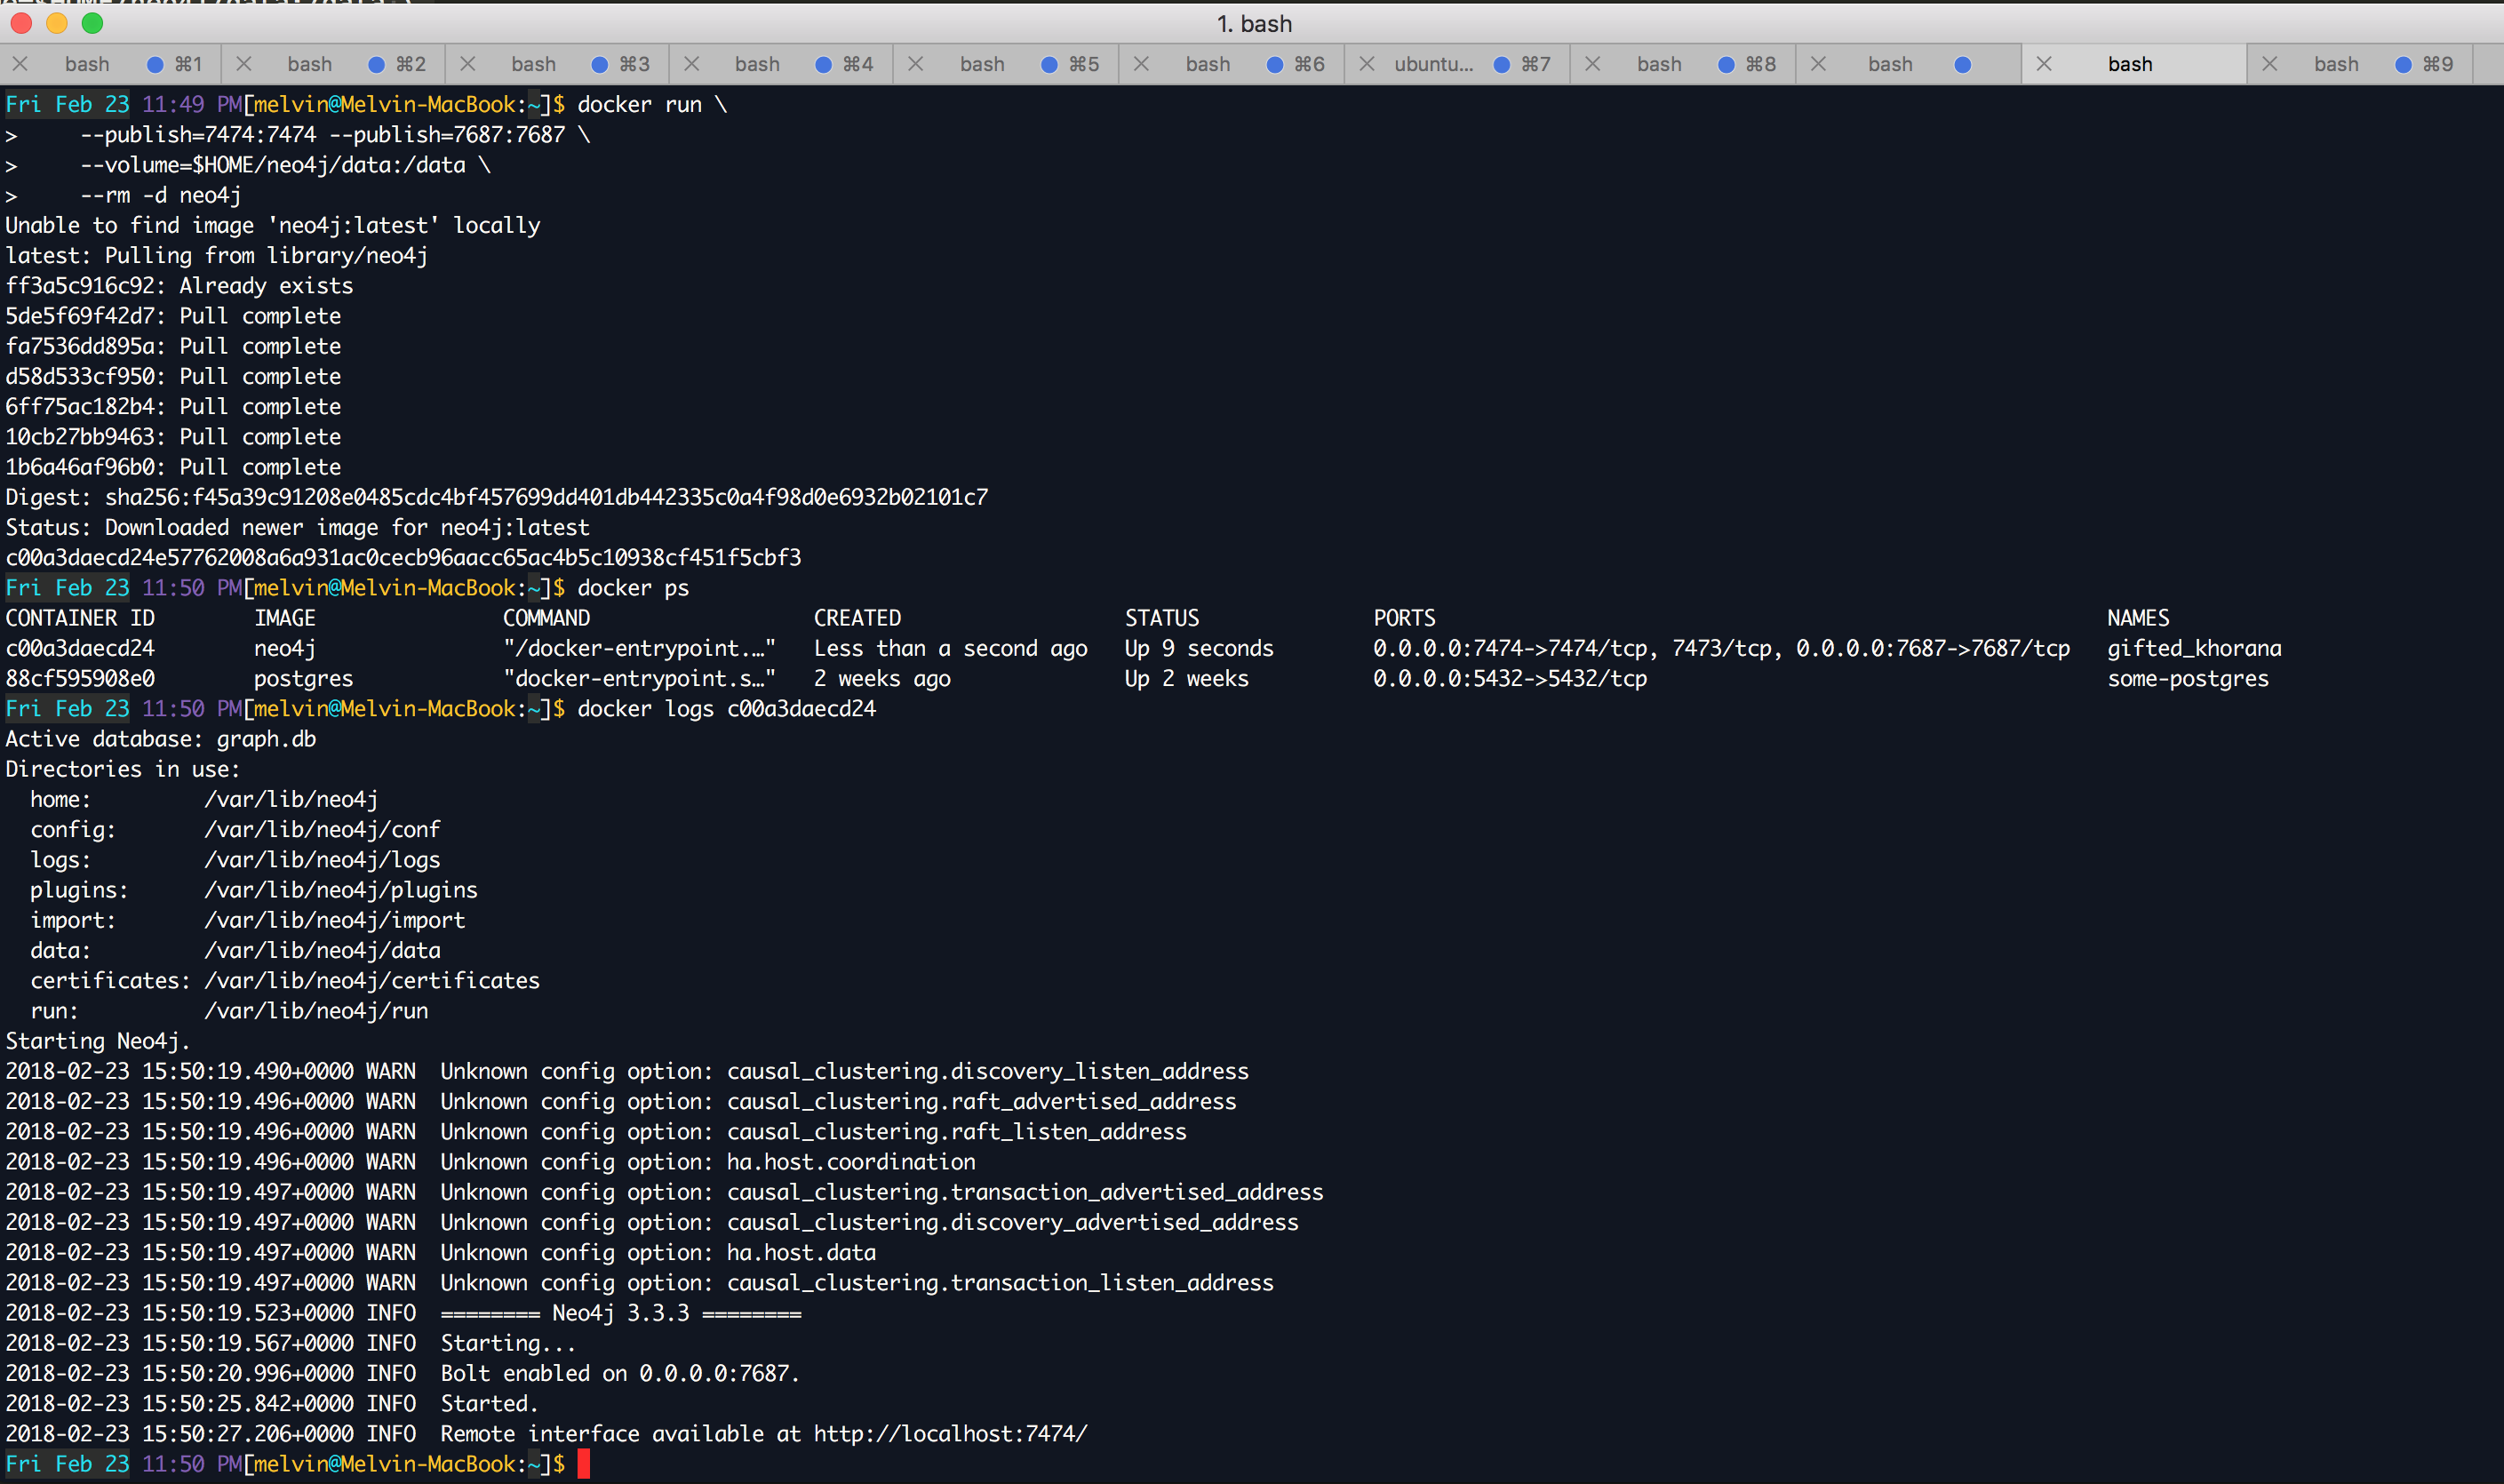 1. bash
bash ⌘1 bash ⌘2 bash ⌘3 bash ⌘4 bash ⌘5 bash ⌘6 ubuntu... ⌘7 bash ⌘8 bash bash bash ⌘9
Fri Feb 23 11:49 PM[melvin@Melvin-MacBook:~]$ docker run \
>     --publish=7474:7474 --publish=7687:7687 \
>     --volume=$HOME/neo4j/data:/data \
>     --rm -d neo4j
Unable to find image 'neo4j:latest' locally
latest: Pulling from library/neo4j
ff3a5c916c92: Already exists
5de5f69f42d7: Pull complete
fa7536dd895a: Pull complete
d58d533cf950: Pull complete
6ff75ac182b4: Pull complete
10cb27bb9463: Pull complete
1b6a46af96b0: Pull complete
Digest: sha256:f45a39c91208e0485cdc4bf457699dd401db442335c0a4f98d0e6932b02101c7
Status: Downloaded newer image for neo4j:latest
c00a3daecd24e57762008a6a931ac0cecb96aacc65ac4b5c10938cf451f5cbf3
Fri Feb 23 11:50 PM[melvin@Melvin-MacBook:~]$ docker ps
CONTAINER ID        IMAGE               COMMAND                  CREATED                  STATUS              PORTS                                                      NAMES
c00a3daecd24        neo4j               "/docker-entrypoint.…"   Less than a second ago   Up 9 seconds        0.0.0.0:7474->7474/tcp, 7473/tcp, 0.0.0.0:7687->7687/tcp   gifted_khorana
88cf595908e0        postgres            "docker-entrypoint.s…"   2 weeks ago              Up 2 weeks          0.0.0.0:5432->5432/tcp                                     some-postgres
Fri Feb 23 11:50 PM[melvin@Melvin-MacBook:~]$ docker logs c00a3daecd24
Active database: graph.db
Directories in use:
  home:         /var/lib/neo4j
  config:       /var/lib/neo4j/conf
  logs:         /var/lib/neo4j/logs
  plugins:      /var/lib/neo4j/plugins
  import:       /var/lib/neo4j/import
  data:         /var/lib/neo4j/data
  certificates: /var/lib/neo4j/certificates
  run:          /var/lib/neo4j/run
Starting Neo4j.
2018-02-23 15:50:19.490+0000 WARN  Unknown config option: causal_clustering.discovery_listen_address
2018-02-23 15:50:19.496+0000 WARN  Unknown config option: causal_clustering.raft_advertised_address
2018-02-23 15:50:19.496+0000 WARN  Unknown config option: causal_clustering.raft_listen_address
2018-02-23 15:50:19.496+0000 WARN  Unknown config option: ha.host.coordination
2018-02-23 15:50:19.497+0000 WARN  Unknown config option: causal_clustering.transaction_advertised_address
2018-02-23 15:50:19.497+0000 WARN  Unknown config option: causal_clustering.discovery_advertised_address
2018-02-23 15:50:19.497+0000 WARN  Unknown config option: ha.host.data
2018-02-23 15:50:19.497+0000 WARN  Unknown config option: causal_clustering.transaction_listen_address
2018-02-23 15:50:19.523+0000 INFO  ======== Neo4j 3.3.3 ========
2018-02-23 15:50:19.567+0000 INFO  Starting...
2018-02-23 15:50:20.996+0000 INFO  Bolt enabled on 0.0.0.0:7687.
2018-02-23 15:50:25.842+0000 INFO  Started.
2018-02-23 15:50:27.206+0000 INFO  Remote interface available at http://localhost:7474/
Fri Feb 23 11:50 PM[melvin@Melvin-MacBook:~]$